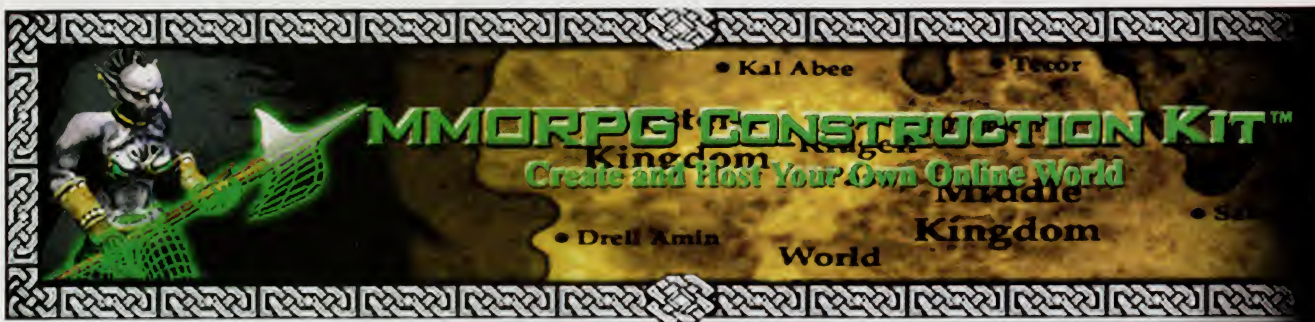 • Kal Abee
• Tecor
MMORPG CONSTRUCTION KIT™
Kingdom
Create and Host Your Own Online World
Middle
Kingdom
• Drell Amin
World